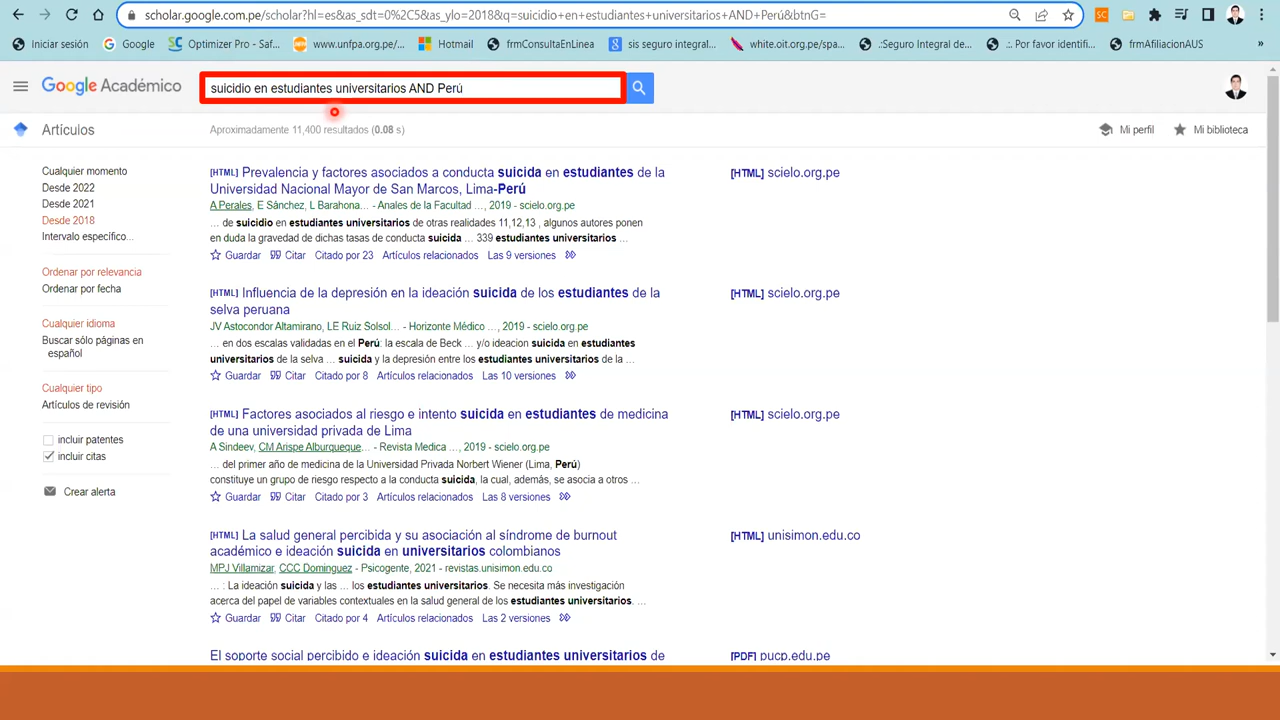 scholar.google.com.pe/scholar?hl=es&as_sdt=0%2C5&as_ylo=2018&q=suicidio+en+estudiantes+universitarios+AND+Perú&btnG=
Iniciar sesión
Google
Optimizer Pro - Saf...
www.unfpa.org.pe/...
Hotmail
frmConsultaEnLinea
sis seguro integral...
white.oit.org.pe/spa...
.:Seguro Integral de...
.:. Por favor identifi...
frmAfiliacionAUS
»
Google Académico
suicidio en estudiantes universitarios AND Perú
Artículos
Aproximadamente 11,400 resultados (0.08 s)
Mi perfil
Mi biblioteca
Cualquier momento
Desde 2022
Desde 2021
Desde 2018
Intervalo específico...
Ordenar por relevancia
Ordenar por fecha
Cualquier idioma
Buscar sólo páginas en
español
Cualquier tipo
Artículos de revisión
incluir patentes
incluir citas
Crear alerta
[HTML] Prevalencia y factores asociados a conducta suicida en estudiantes de la
Universidad Nacional Mayor de San Marcos, Lima-Perú
A Perales, E Sánchez, L Barahona... - Anales de la Facultad ..., 2019 - scielo.org.pe
... de suicidio en estudiantes universitarios de otras realidades 11,12,13 , algunos autores ponen
en duda la gravedad de dichas tasas de conducta suicida ... 339 estudiantes universitarios ...
Guardar Citar Citado por 23 Artículos relacionados Las 9 versiones
[HTML] scielo.org.pe
[HTML] Influencia de la depresión en la ideación suicida de los estudiantes de la
selva peruana
JV Astocondor Altamirano, LE Ruiz Solsol... - Horizonte Médico ..., 2019 - scielo.org.pe
... en dos escalas validadas en el Perú: la escala de Beck ... y/o ideacion suicida en estudiantes
universitarios de la selva ... suicida y la depresión entre los estudiantes universitarios de la ...
Guardar Citar Citado por 8 Artículos relacionados Las 10 versiones
[HTML] scielo.org.pe
[HTML] Factores asociados al riesgo e intento suicida en estudiantes de medicina
de una universidad privada de Lima
A Sindeev, CM Arispe Alburqueque... - Revista Medica ..., 2019 - scielo.org.pe
... del primer año de medicina de la Universidad Privada Norbert Wiener (Lima, Perú)
constituye un grupo de riesgo respecto a la conducta suicida, la cual, además, se asocia a otros ...
Guardar Citar Citado por 3 Artículos relacionados Las 8 versiones
[HTML] scielo.org.pe
[HTML] La salud general percibida y su asociación al síndrome de burnout
académico e ideación suicida en universitarios colombianos
MPJ Villamizar, CCC Dominguez - Psicogente, 2021 - revistas.unisimon.edu.co
... : La ideación suicida y las ... los estudiantes universitarios. Se necesita más investigación
acerca del papel de variables contextuales en la salud general de los estudiantes universitarios. ...
Guardar Citar Citado por 4 Artículos relacionados Las 2 versiones
[HTML] unisimon.edu.co
El soporte social percibido e ideación suicida en estudiantes universitarios de
[PDF] pucp.edu.pe